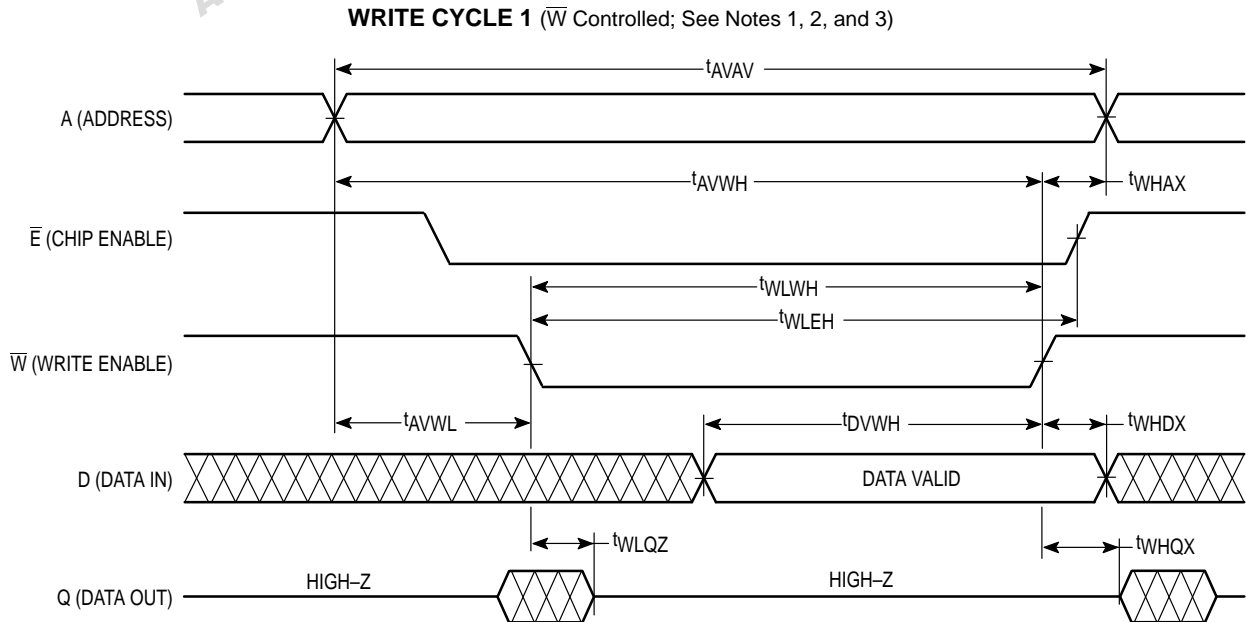 WRITE CYCLE 1 (W̅ Controlled; See Notes 1, 2, and 3)
tAVAV
A (ADDRESS)
tAVWH
tWHAX
E̅ (CHIP ENABLE)
tWLWH
tWLEH
W̅ (WRITE ENABLE)
tAVWL
tDVWH
tWHDX
D (DATA IN)
DATA VALID
tWLQZ
tWHQX
HIGH–Z
HIGH–Z
Q (DATA OUT)